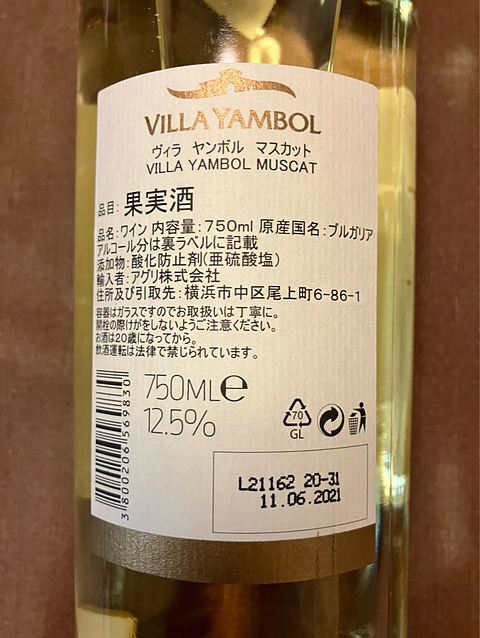 VILLA YAMBOL
ヴィラ ヤンボル マスカット
VILLA YAMBOL MUSCAT
品目：果実酒
品名：ワイン 内容量：750ml 原産国名：ブルガリア
アルコール分は裏ラベルに記載
添加物：酸化防止剤(亜硫酸塩)
輸入者：アグリ株式会社
住所及び引取先：横浜市中区尾上町6-86-1
容器はガラスですのでお取扱いは丁寧に。
開栓の際けがをしないようご注意ください。
お酒は20歳になってから。
飲酒運転は法律で禁じられています。
750ML℮
12.5%
70
GL
3800206156983​0
L21162 20-31
11.06.2021